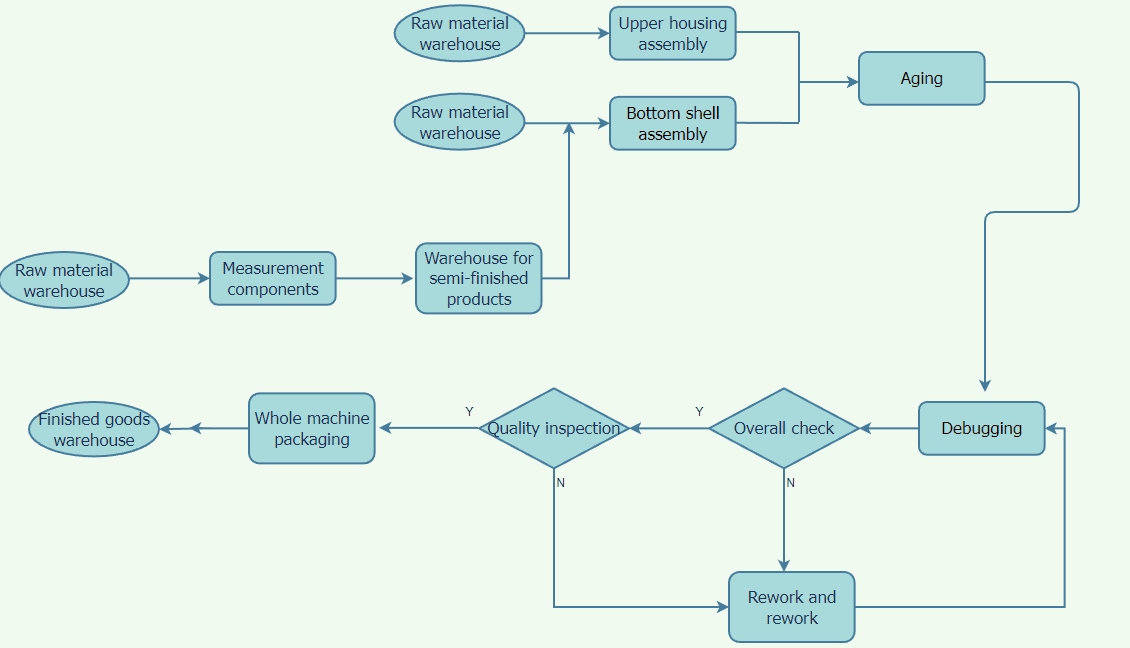 Raw material
warehouse
Upper housing
assembly
Aging
Raw material
warehouse
Bottom shell
assembly
Raw material
warehouse
Measurement
components
Warehouse for
semi-finished
products
Finished goods
warehouse
Whole machine
packaging
Y
Quality inspection
N
Y
Overall check
N
Debugging
Rework and
rework